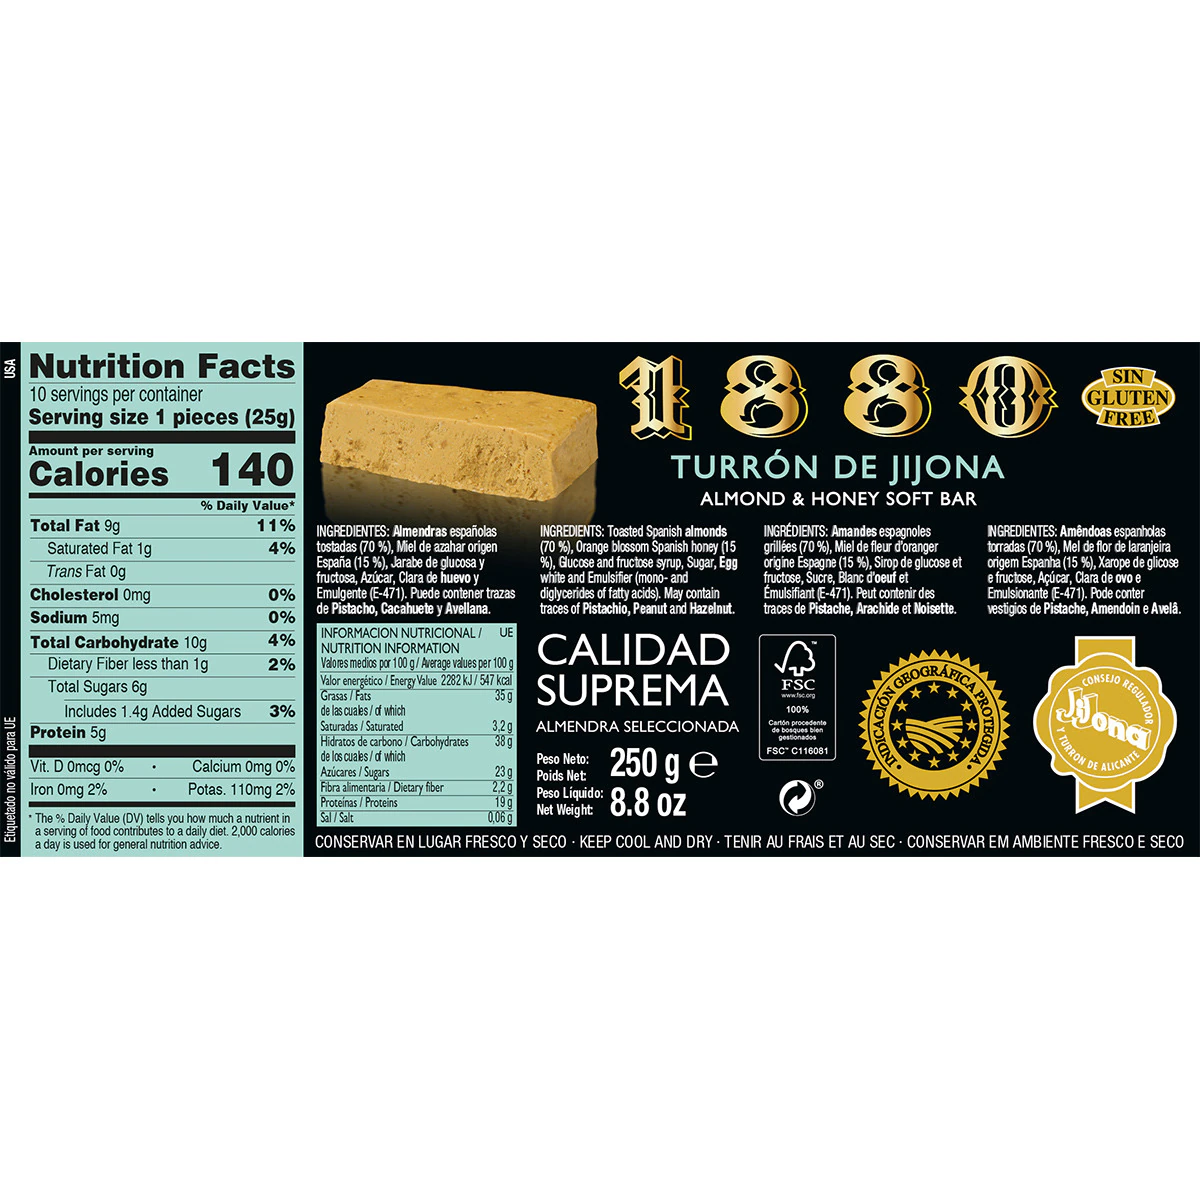 USA
Etiquetado no válido para UE
Nutrition Facts
10 servings per container
Serving size 1 pieces (25g)
Amount per serving
Calories 140
% Daily Value*
Total Fat 9g 11%
Saturated Fat 1g 4%
Trans Fat 0g
Cholesterol 0mg 0%
Sodium 5mg 0%
Total Carbohydrate 10g 4%
Dietary Fiber less than 1g 2%
Total Sugars 6g
Includes 1.4g Added Sugars 3%
Protein 5g
Vit. D 0mcg 0% • Calcium 0mg 0%
Iron 0mg 2% • Potas. 110mg 2%
* The % Daily Value (DV) tells you how much a nutrient in
a serving of food contributes to a daily diet. 2,000 calories
a day is used for general nutrition advice.
1880
SIN
GLUTEN
FREE
TURRÓN DE JIJONA
ALMOND & HONEY SOFT BAR
INGREDIENTES: Almendras españolas
tostadas (70 %), Miel de azahar origen
España (15 %), Jarabe de glucosa y
fructosa, Azúcar, Clara de huevo y
Emulgente (E-471). Puede contener trazas
de Pistacho, Cacahuete y Avellana.
INGREDIENTS: Toasted Spanish almonds
(70 %), Orange blossom Spanish honey (15
%), Glucose and fructose syrup, Sugar, Egg
white and Emulsifier (mono- and
diglycerides of fatty acids). May contain
traces of Pistachio, Peanut and Hazelnut.
INGRÉDIENTS: Amandes espagnoles
grillées (70 %), Miel de fleur d'oranger
origine Espagne (15 %), Sirop de glucose et
fructose, Sucre, Blanc d'oeuf et
Émulsifiant (E-471). Peut contenir des
traces de Pistache, Arachide et Noisette.
INGREDIENTES: Amêndoas espanholas
torradas (70 %), Mel de flor de laranjeira
origem Espanha (15 %), Xarope de glicose
e frutose, Açúcar, Clara de ovo e
Emulsionante (E-471). Pode conter
vestigios de Pistache, Amendoin e Avelã.
INFORMACION NUTRICIONAL / UE
NUTRITION INFORMATION
Valores medios por 100 g / Average values per 100 g
Valor energético / Energy Value 2282 kJ / 547 kcal
Grasas / Fats 35 g
de las cuales / of which
Saturadas / Saturated 3,2 g
Hidratos de carbono / Carbohydrates 38 g
de los cuales / of which
Azúcares / Sugars 23 g
Fibra alimentaria / Dietary fiber 2,2 g
Proteínas / Proteins 19 g
Sal / Salt 0,06 g
CALIDAD
SUPREMA
ALMENDRA SELECCIONADA
Peso Neto:
Poids Net:
Peso Líquido:
Net Weight:
250 g ℮
8.8 oz
FSC
www.fsc.org
100%
Cartón procedente
de bosques bien
gestionados
FSC™ C116081
®
INDICACIÓN GEOGRÁFICA PROTEGIDA
CONSEJO REGULADOR
Jijona
Y TURRÓN DE ALICANTE
CONSERVAR EN LUGAR FRESCO Y SECO · KEEP COOL AND DRY · TENIR AU FRAIS ET AU SEC · CONSERVAR EM AMBIENTE FRESCO E SECO